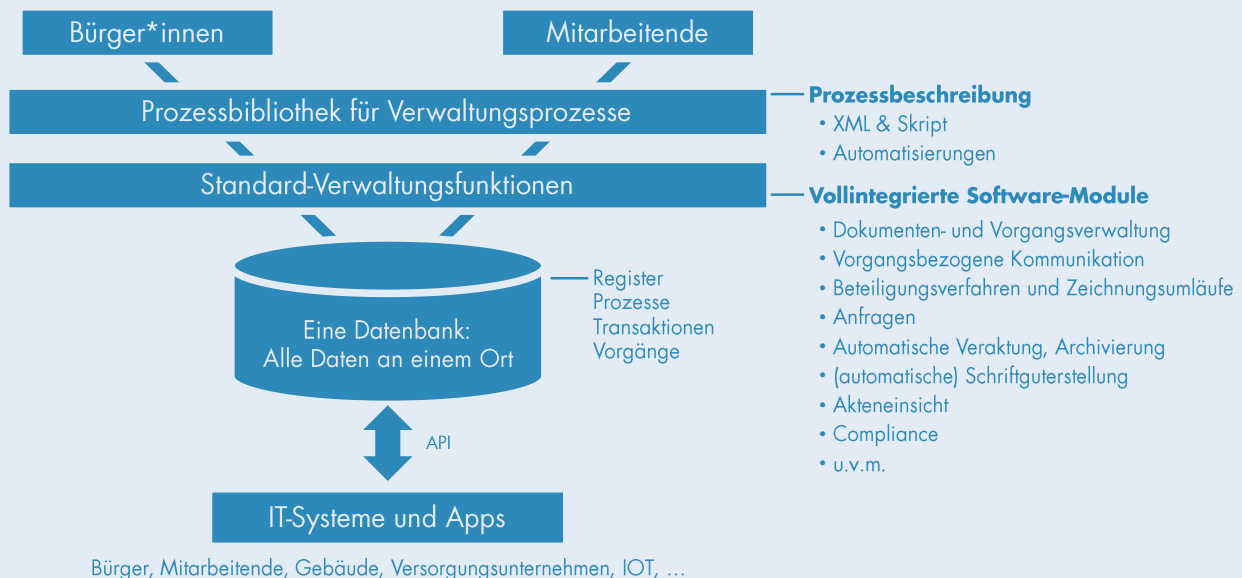 Bürger*innen
Mitarbeitende
Prozessbibliothek für Verwaltungsprozesse
Prozessbeschreibung
• XML & Skript
• Automatisierungen
Standard-Verwaltungsfunktionen
Vollintegrierte Software-Module
• Dokumenten- und Vorgangsverwaltung
• Vorgangsbezogene Kommunikation
• Beteiligungsverfahren und Zeichnungsumläufe
• Anfragen
• Automatische Veraktung, Archivierung
• (automatische) Schriftguterstellung
• Akteneinsicht
• Compliance
• u.v.m.
Eine Datenbank:
Alle Daten an einem Ort
Register
Prozesse
Transaktionen
Vorgänge
API
IT-Systeme und Apps
Bürger, Mitarbeitende, Gebäude, Versorgungsunternehmen, IOT, ...